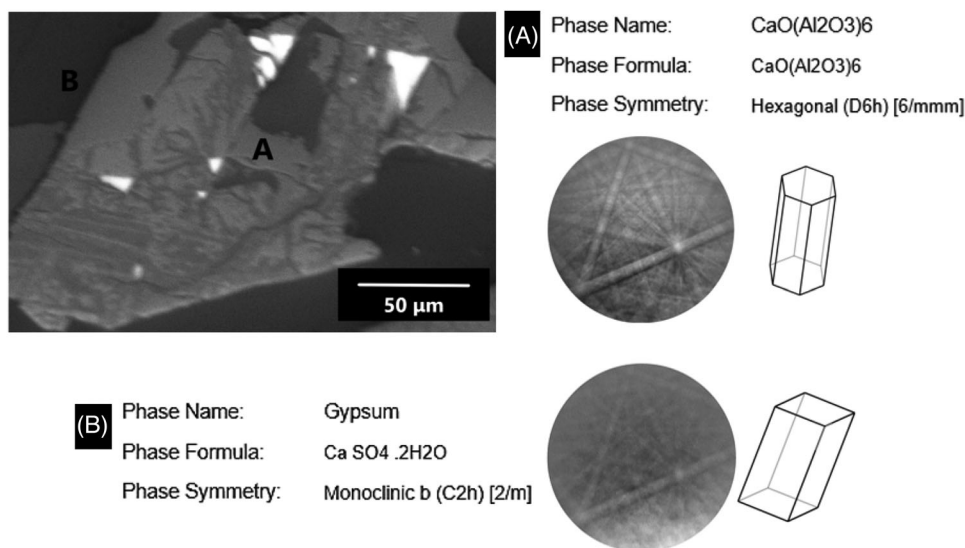 B
A
50 µm
(A)
Phase Name: CaO(Al2O3)6
Phase Formula: CaO(Al2O3)6
Phase Symmetry: Hexagonal (D6h) [6/mmm]
(B)
Phase Name: Gypsum
Phase Formula: Ca SO4 .2H2O
Phase Symmetry: Monoclinic b (C2h) [2/m]